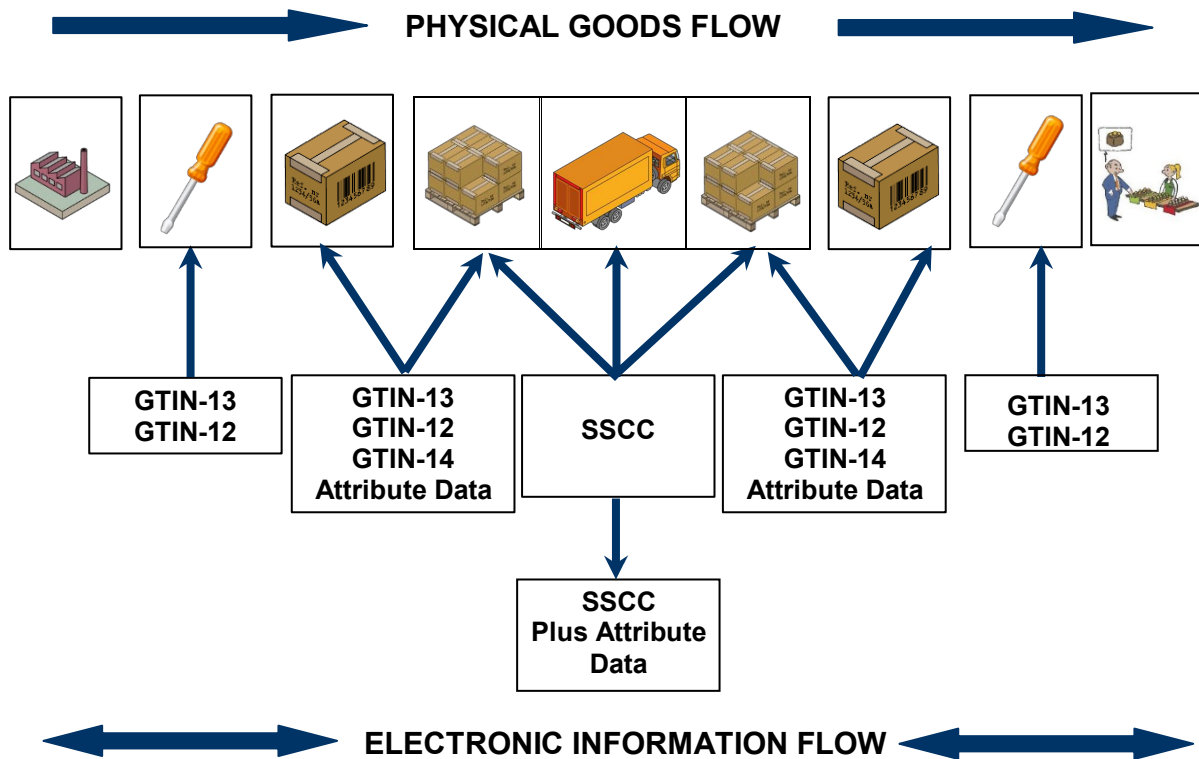 PHYSICAL GOODS FLOW
GTIN-13
GTIN-12
GTIN-13
GTIN-12
GTIN-14
Attribute Data
SSCC
GTIN-13
GTIN-12
GTIN-14
Attribute Data
GTIN-13
GTIN-12
SSCC
Plus Attribute
Data
ELECTRONIC INFORMATION FLOW